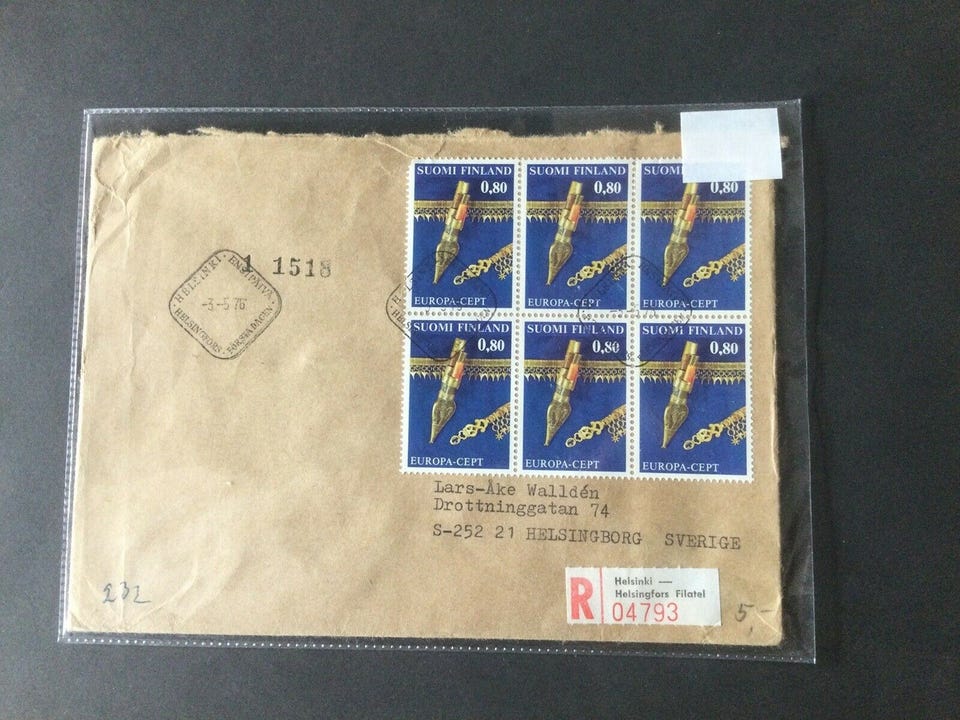 SUOMI FINLAND
0,80
EUROPA-CEPT
SUOMI FINLAND
0,80
EUROPA-CEPT
SUOMI FINLAND
0,80
EUROPA-CEPT
SUOMI FINLAND
0,80
EUROPA-CEPT
SUOMI FINLAND
0,80
EUROPA-CEPT
SUOMI FINLAND
0,80
EUROPA-CEPT
HELSINKI · ENSIPÄIVÄ
-3.-5 76
HELSINGFORS · FÖRSTADAGEN
1 1518
Lars-Åke Walldén
Drottninggatan 74
S-252 21 HELSINGBORG SVERIGE
R
Helsinki —
Helsingfors Filatel
04793
232
5,-